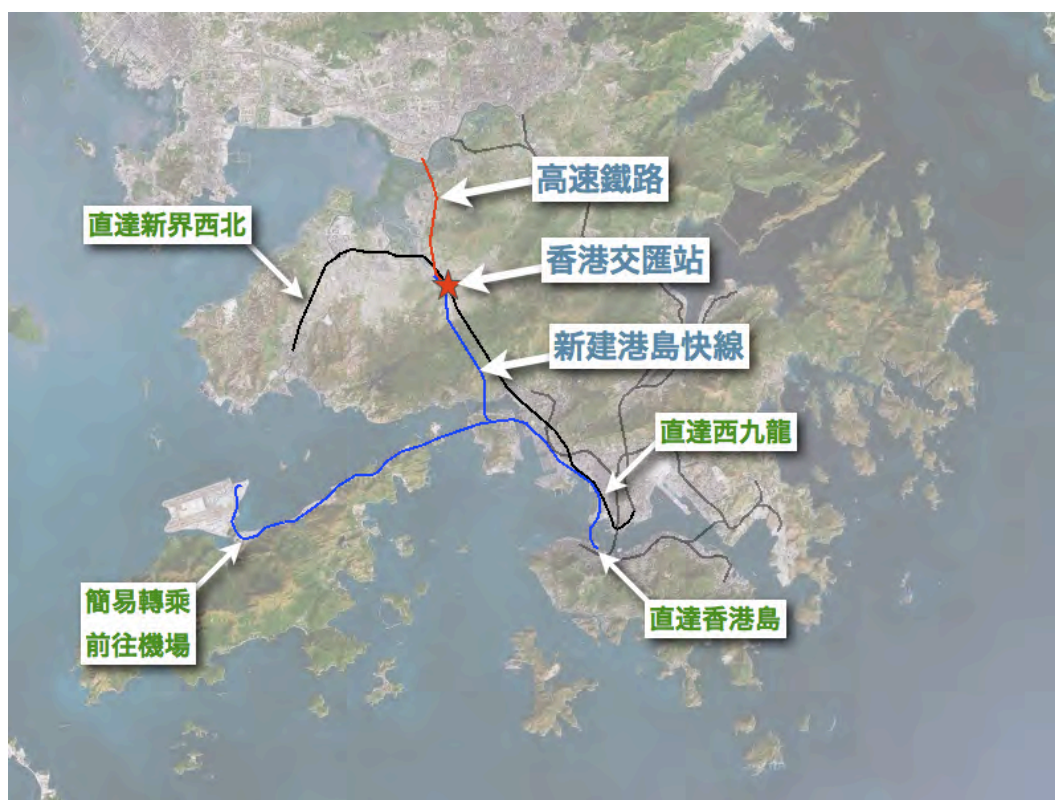 高速鐵路
直達新界西北
香港交匯站
新建港島快線
直達西九龍
簡易轉乘
前往機場
直達香港島